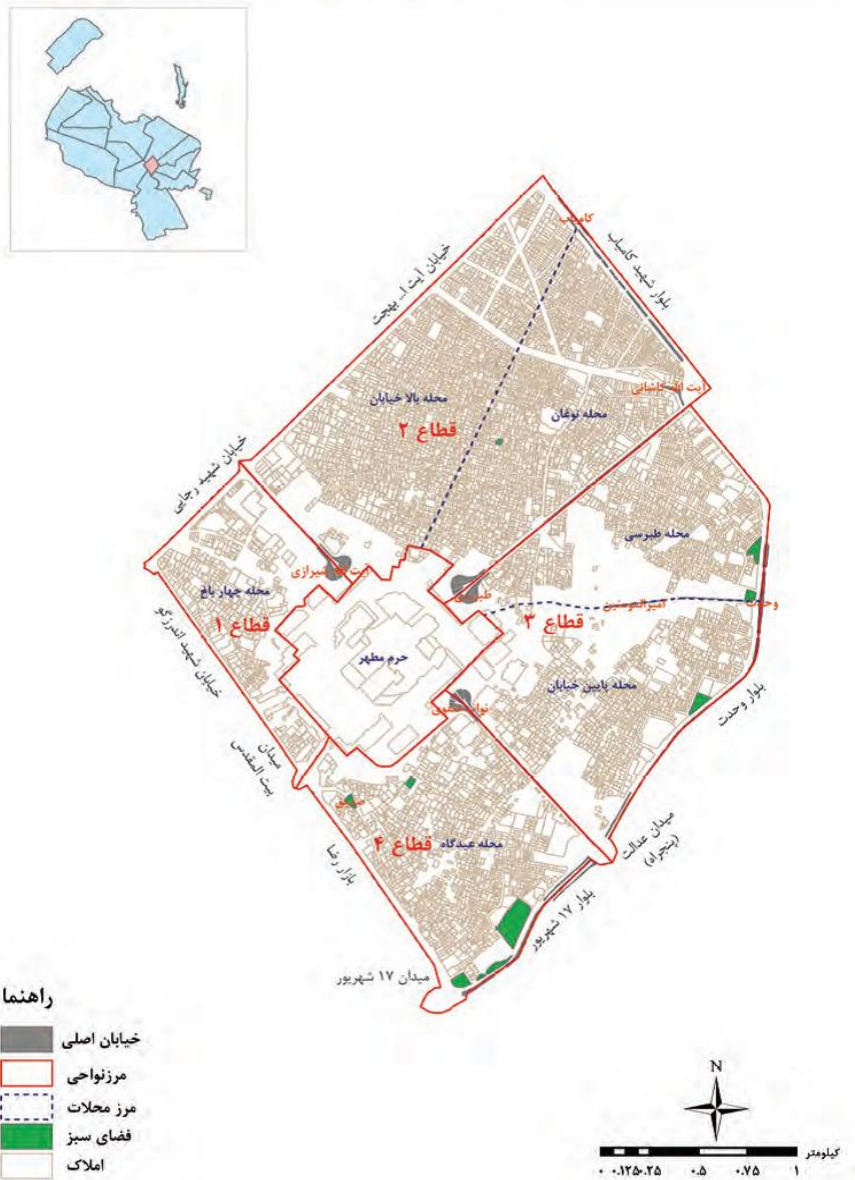 کامیاب
بلوار شهید کامیاب
خیابان آیت ا... بهجت
آیت الله کاشانی
محله بالا خیابان
محله نوغان
قطاع ۲
خیابان شهید رجایی
محله طبرسی
محله چهار باغ
قطاع ۱
امیرالمومنین
وحدت
قطاع ۳
خیابان شهید اندرزگو
حرم مطهر
محله پایین خیابان
بلوار وحدت
میدان
بیت المقدس
محله عیدگاه
قطاع ۴
میدان عدالت
(پنجراه)
بازار رضا
بلوار ۱۷ شهریور
میدان ۱۷ شهریور
راهنما
خیابان اصلی
مرزنواحی
مرز محلات
فضای سبز
املاک
N
کیلومتر
۰ ۰.۱۲۵۰.۲۵ ۰.۵ ۰.۷۵ ۱